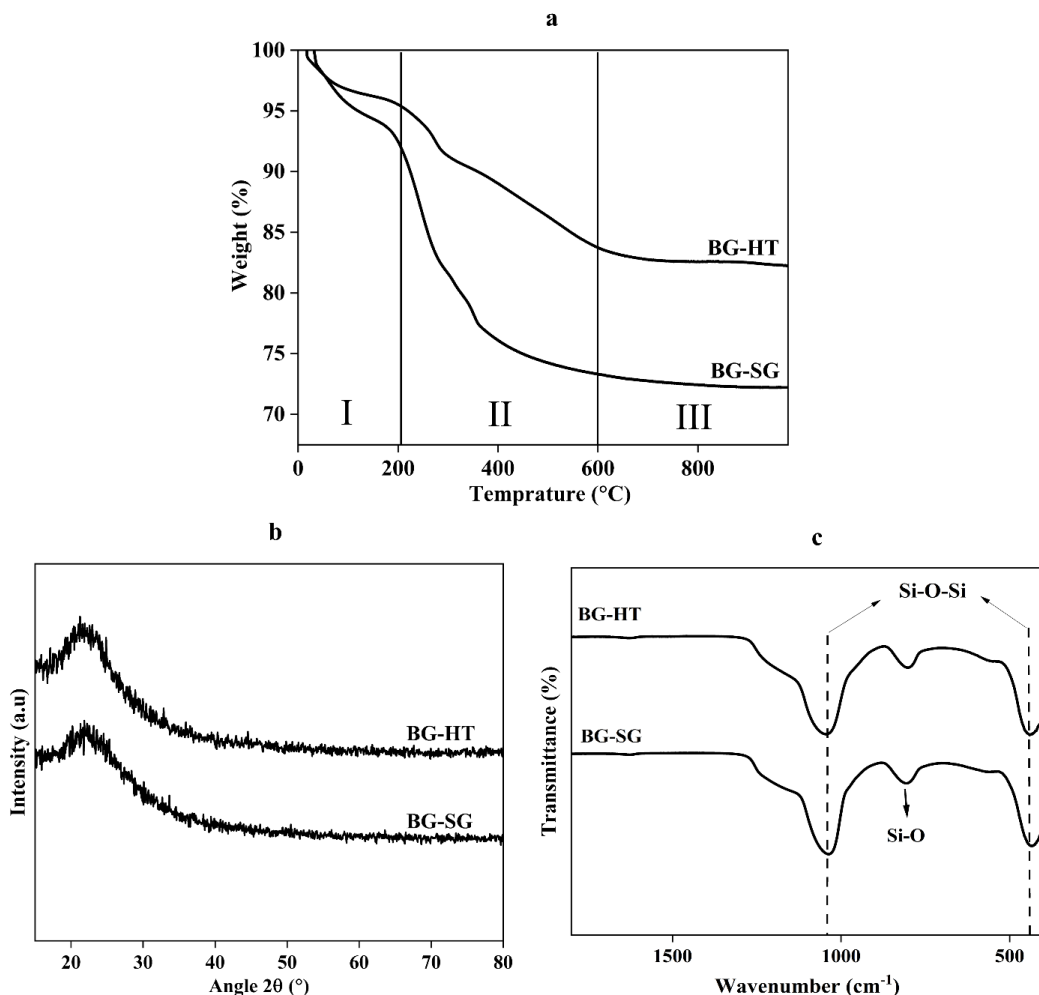 a
100
95
90
85
80
75
70
Weight (%)
BG-HT
BG-SG
I
II
III
0
200
400
600
800
Temprature (°C)
b
Intensity (a.u)
BG-HT
BG-SG
20
30
40
50
60
70
80
Angle 2θ (°)
c
Transmittance (%)
Si-O-Si
BG-HT
BG-SG
Si-O
1500
1000
500
Wavenumber (cm⁻¹)